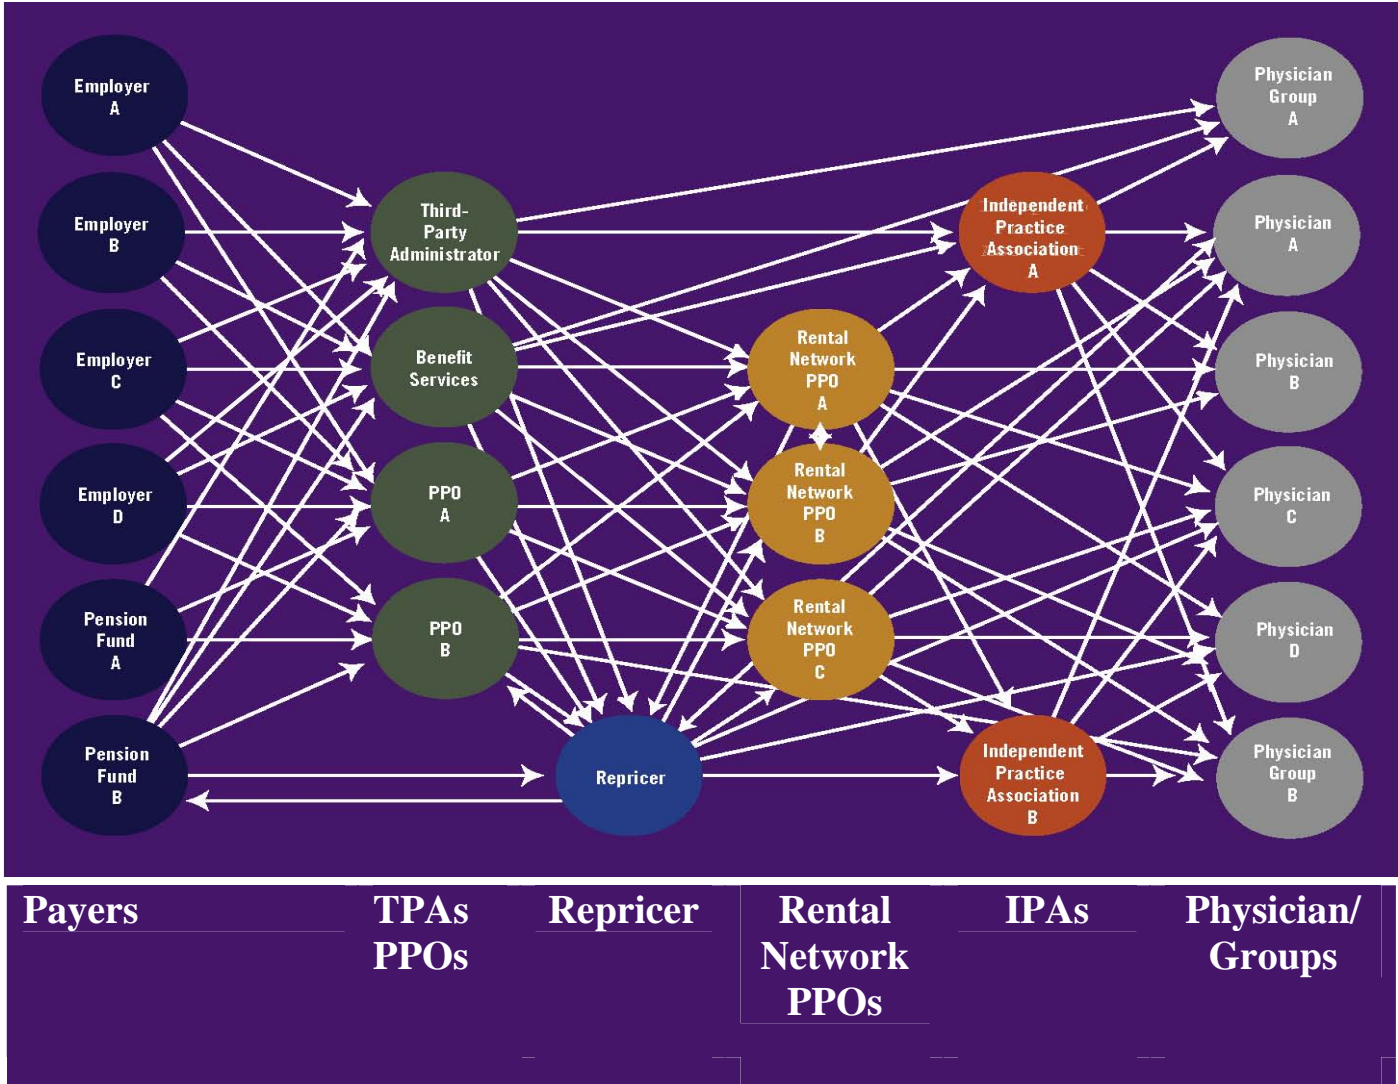 Employer
A
Employer
B
Employer
C
Employer
D
Pension
Fund
A
Pension
Fund
B
Third-
Party
Administrator
Benefit
Services
PPO
A
PPO
B
Repricer
Rental
Network
PPO
A
Rental
Network
PPO
B
Rental
Network
PPO
C
Independent
Practice
Association
A
Independent
Practice
Association
B
Physician
Group
A
Physician
A
Physician
B
Physician
C
Physician
D
Physician
Group
B
Payers
TPAs
PPOs
Repricer
Rental
Network
PPOs
IPAs
Physician/
Groups